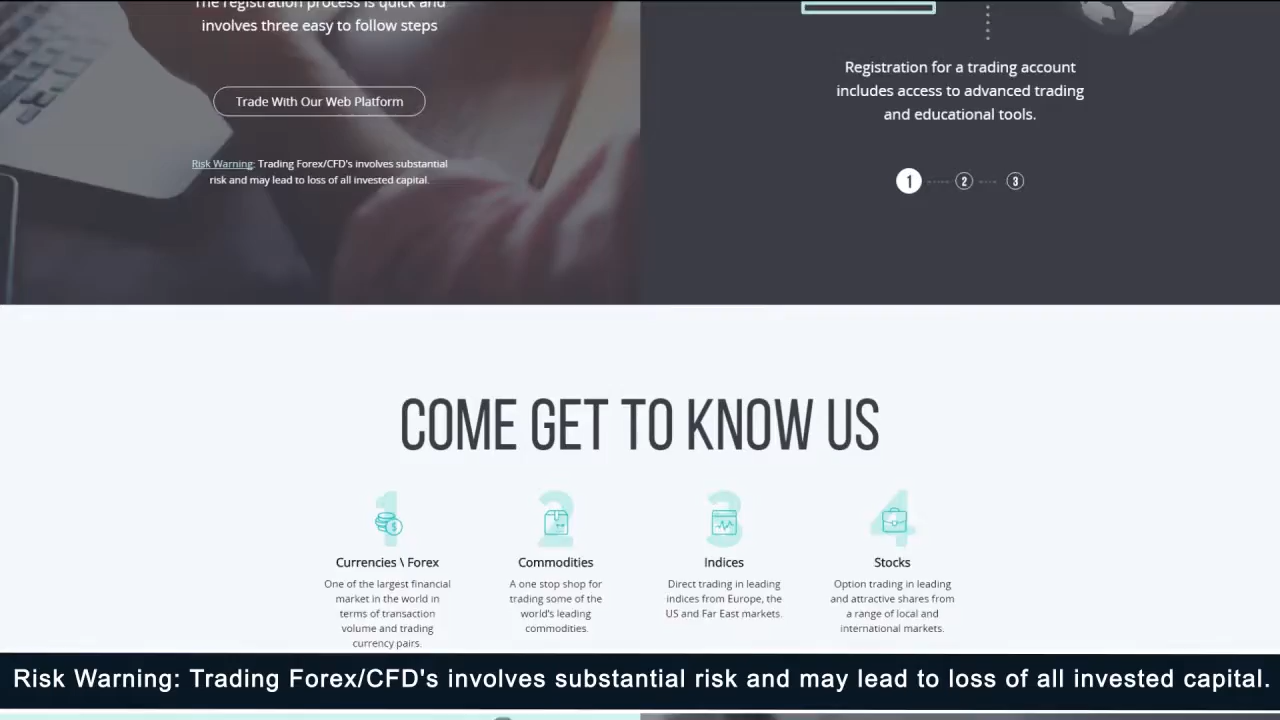 The registration process is quick and
involves three easy to follow steps
Trade With Our Web Platform
Risk Warning: Trading Forex/CFD's involves substantial
risk and may lead to loss of all invested capital.
Registration for a trading account
includes access to advanced trading
and educational tools.
1 2 3
COME GET TO KNOW US
1
Currencies \ Forex
One of the largest financial
market in the world in
terms of transaction
volume and trading
currency pairs.
2
Commodities
A one stop shop for
trading some of the
world's leading
commodities.
3
Indices
Direct trading in leading
indices from Europe, the
US and Far East markets.
4
Stocks
Option trading in leading
and attractive shares from
a range of local and
international markets.
Risk Warning: Trading Forex/CFD's involves substantial risk and may lead to loss of all invested capital.